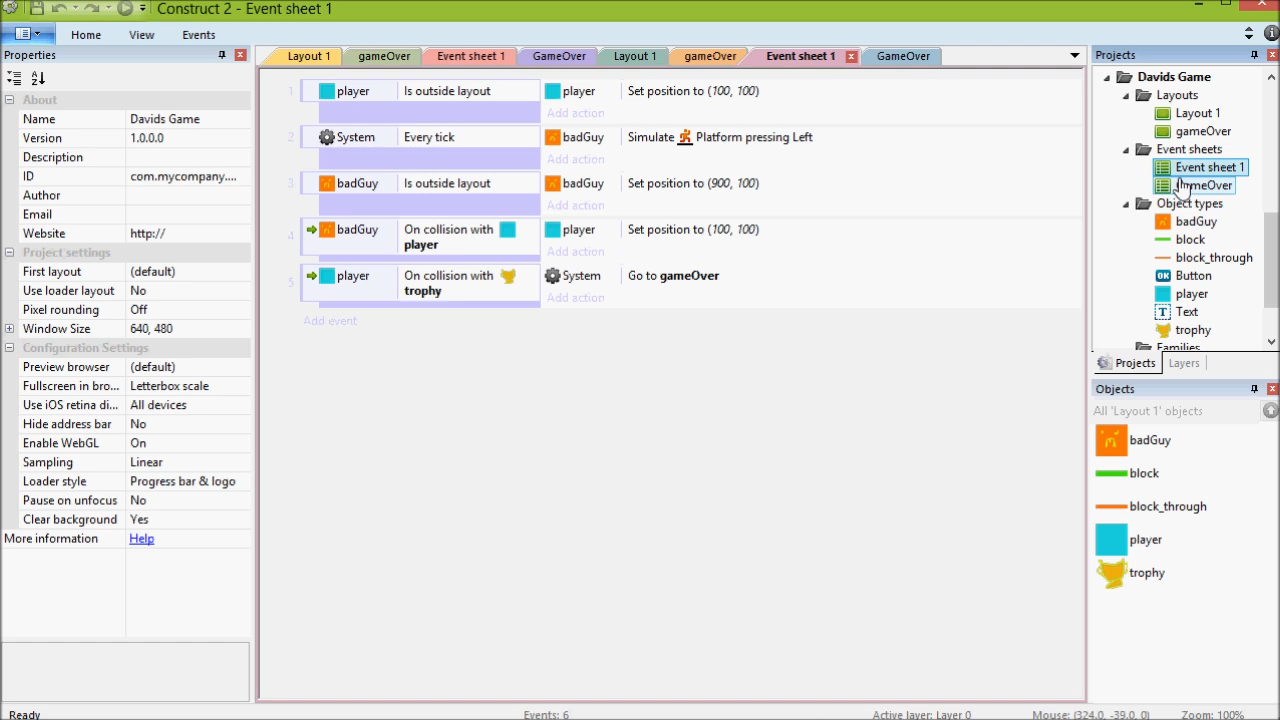 Construct 2 - Event sheet 1
Home View Events
Properties
About
Name Davids Game
Version 1.0.0.0
Description
ID com.mycompany....
Author
Email
Website http://
Project settings
First layout (default)
Use loader layout No
Pixel rounding Off
Window Size 640, 480
Configuration Settings
Preview browser (default)
Fullscreen in bro... Letterbox scale
Use iOS retina di... All devices
Hide address bar No
Enable WebGL On
Sampling Linear
Loader style Progress bar & logo
Pause on unfocus No
Clear background Yes
More information Help
Layout 1 gameOver Event sheet 1 GameOver Layout 1 gameOver Event sheet 1 GameOver
1 player Is outside layout player Set position to (100, 100)
Add action
2 System Every tick badGuy Simulate Platform pressing Left
Add action
3 badGuy Is outside layout badGuy Set position to (900, 100)
Add action
4 badGuy On collision with player player Set position to (100, 100)
Add action
5 player On collision with trophy System Go to gameOver
Add action
Add event
Projects
Davids Game
Layouts
Layout 1
gameOver
Event sheets
Event sheet 1
meOver
Object types
badGuy
block
block_through
OK Button
player
T Text
trophy
Families
Projects Layers
Objects
All 'Layout 1' objects
badGuy
block
block_through
player
trophy
Ready Events: 6 Active layer: Layer 0 Mouse: (324.0, -39.0, 0) Zoom: 100%